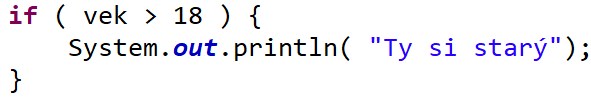 if ( vek > 18 ) {
    System.out.println( "Ty si starý");
}